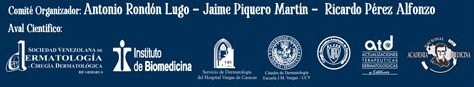 Comité Organizador: Antonio Rondón Lugo - Jaime Piquero Martín - Ricardo Pérez Alfonzo
Aval Científico:
SOCIEDAD VENEZOLANA DE
DERMATOLOGÍA
Y CIRUGÍA DERMATOLÓGICA
Instituto
de Biomedicina
Servicio de Dermatología
del Hospital Vargas de Caracas
Cátedra de Dermatología
Escuela J.M. Vargas - UCV
atd
ACTUALIZACIONES
TERAPÉUTICAS
DERMATOLÓGICAS
y Estéticas
ACADEMIA NACIONAL MEDICINA